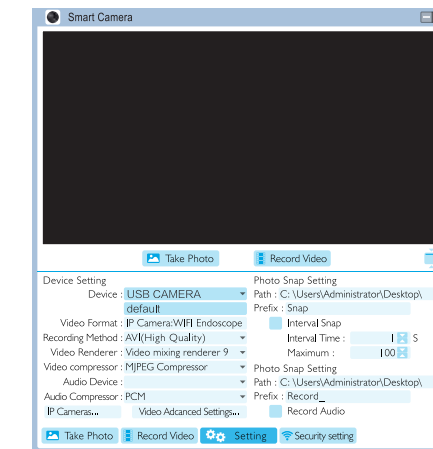 Smart Camera
Take Photo
Record Video
Device Setting
Device : USB CAMERA
default
Video Format : IP Camera:WIFI Endoscope
Recording Method : AVI(High Quality)
Video Renderer : Video mixing renderer 9
Video compressor : MJPEG Compressor
Audio Device :
Audio Compressor : PCM
IP Cameras...
Video Adcanced Settings...
Photo Snap Setting
Path : C: \Users\Administrator\Desktop\
Prefix : Snap
Interval Snap
Interval Time : 1 S
Maximum : 100
Photo Snap Setting
Path : C: \Users\Administrator\Desktop\
Prefix : Record_
Record Audio
Take Photo
Record Video
Setting
Security setting